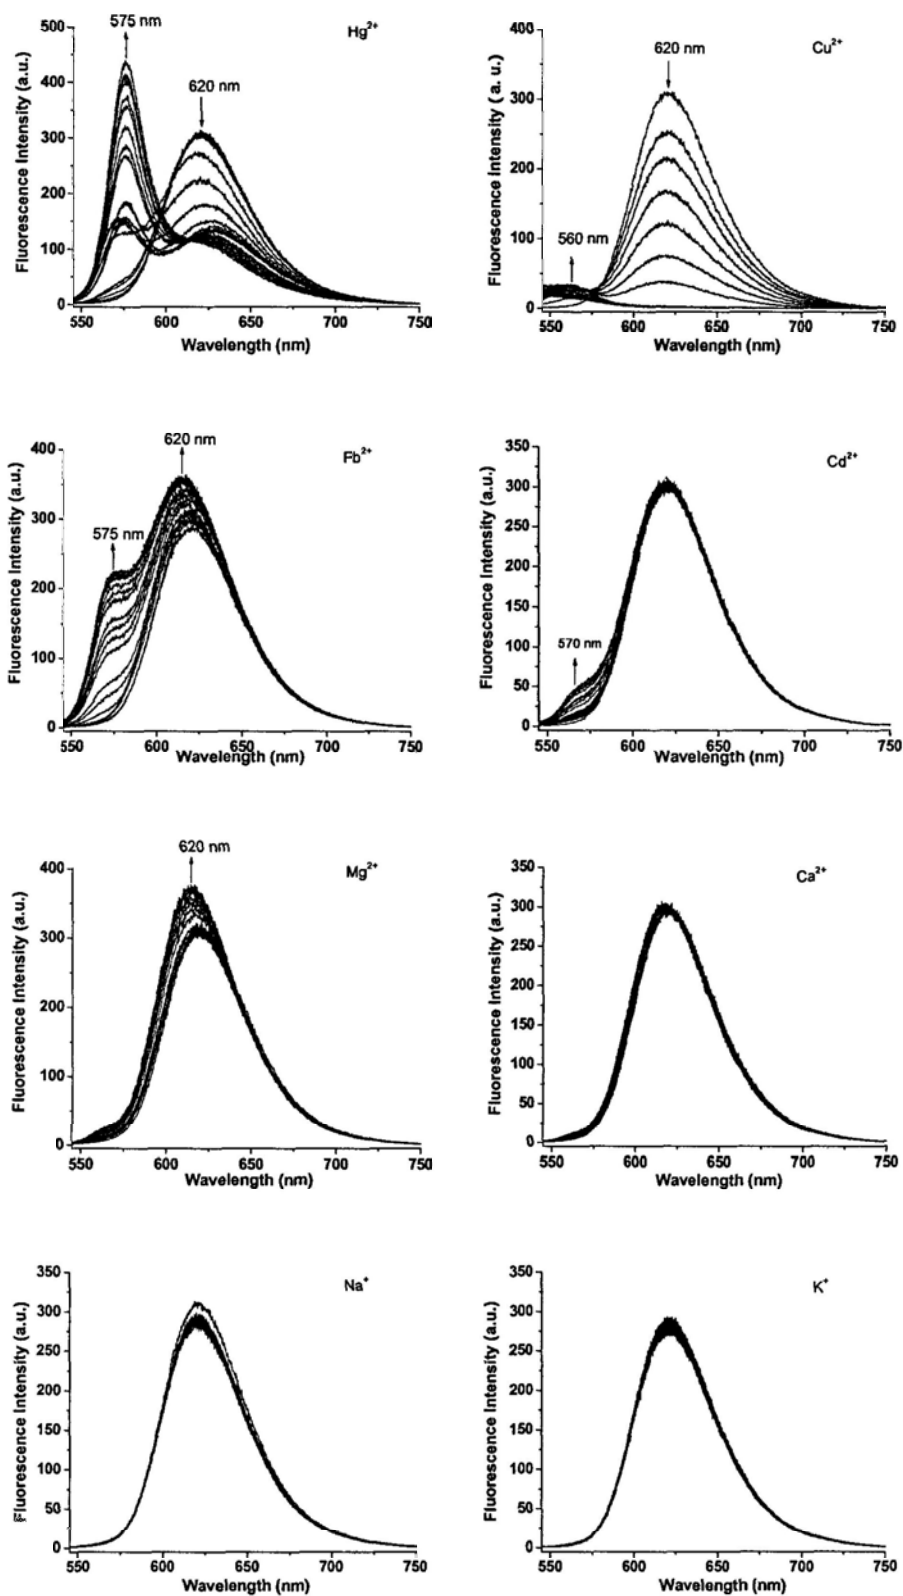 575 nm
Hg2+
620 nm
Fluorescence Intensity (a.u.)
500
400
300
200
100
0
550
600
650
700
750
Wavelength (nm)
620 nm
Cu2+
560 nm
Fluorescence Intensity (a. u.)
400
300
200
100
0
550
600
650
700
750
Wavelength (nm)
620 nm
Fb2+
575 nm
Fluorescence Intensity (a.u.)
400
300
200
100
0
550
600
650
700
750
Wavelength (nm)
Cd2+
570 nm
Fluorescence Intensity (a.u.)
350
300
250
200
150
100
50
0
550
600
650
700
750
Wavelength (nm)
620 nm
Mg2+
Fluorescence Intensity (a.u.)
400
300
200
100
0
550
600
650
700
750
Wavelength (nm)
Ca2+
Fluorescence Intensity (a.u.)
350
300
250
200
150
100
50
0
550
600
650
700
750
Wavelength (nm)
Na+
Fluorescence Intensity (a.u.)
350
300
250
200
150
100
50
0
550
600
650
700
750
Wavelength (nm)
K+
Fluorescence Intensity (a.u.)
350
300
250
200
150
100
50
0
550
600
650
700
750
Wavelength (nm)